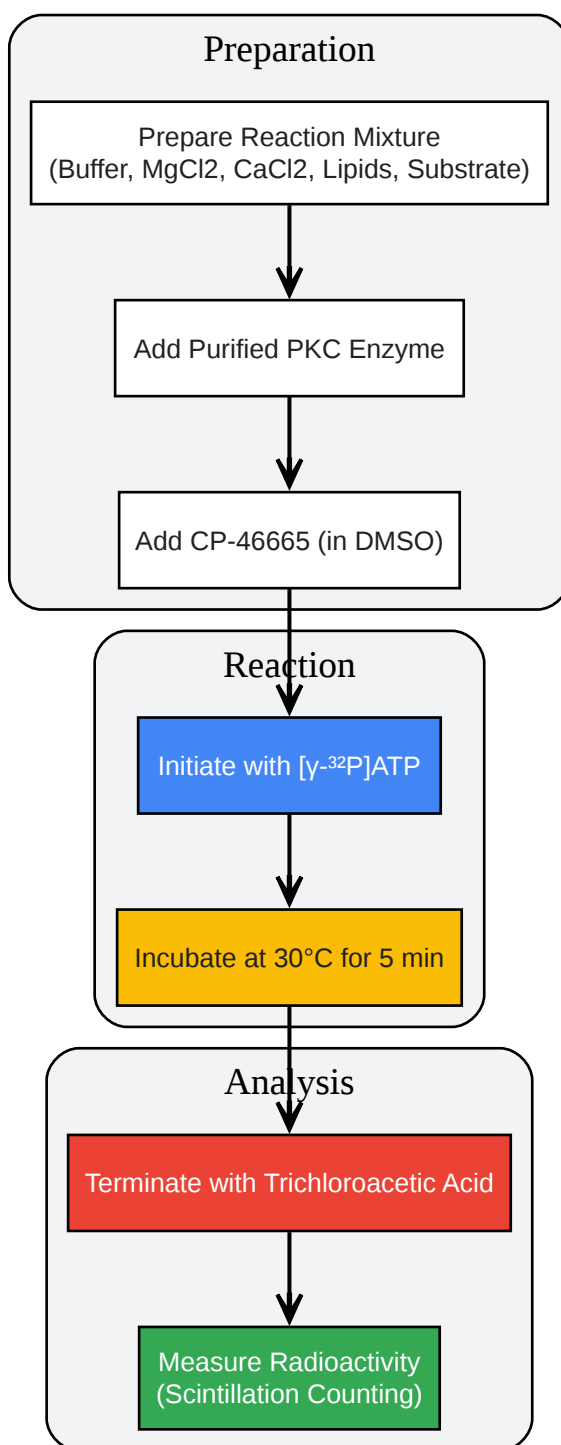 Preparation
Prepare Reaction Mixture
(Buffer, MgCl2, CaCl2, Lipids, Substrate)
Add Purified PKC Enzyme
Add CP-46665 (in DMSO)
Reaction
Initiate with [γ-³²P]ATP
Incubate at 30°C for 5 min
Analysis
Terminate with Trichloroacetic Acid
Measure Radioactivity
(Scintillation Counting)